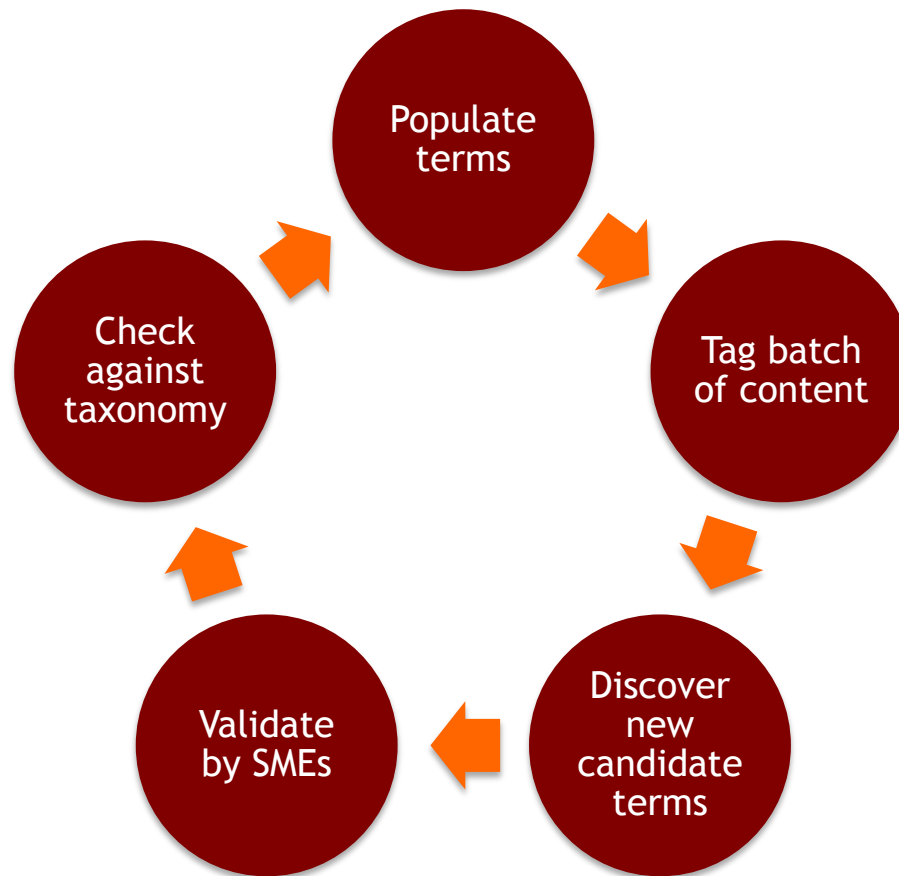 Populate
terms
Tag batch
of content
Discover
new
candidate
terms
Validate
by SMEs
Check
against
taxonomy